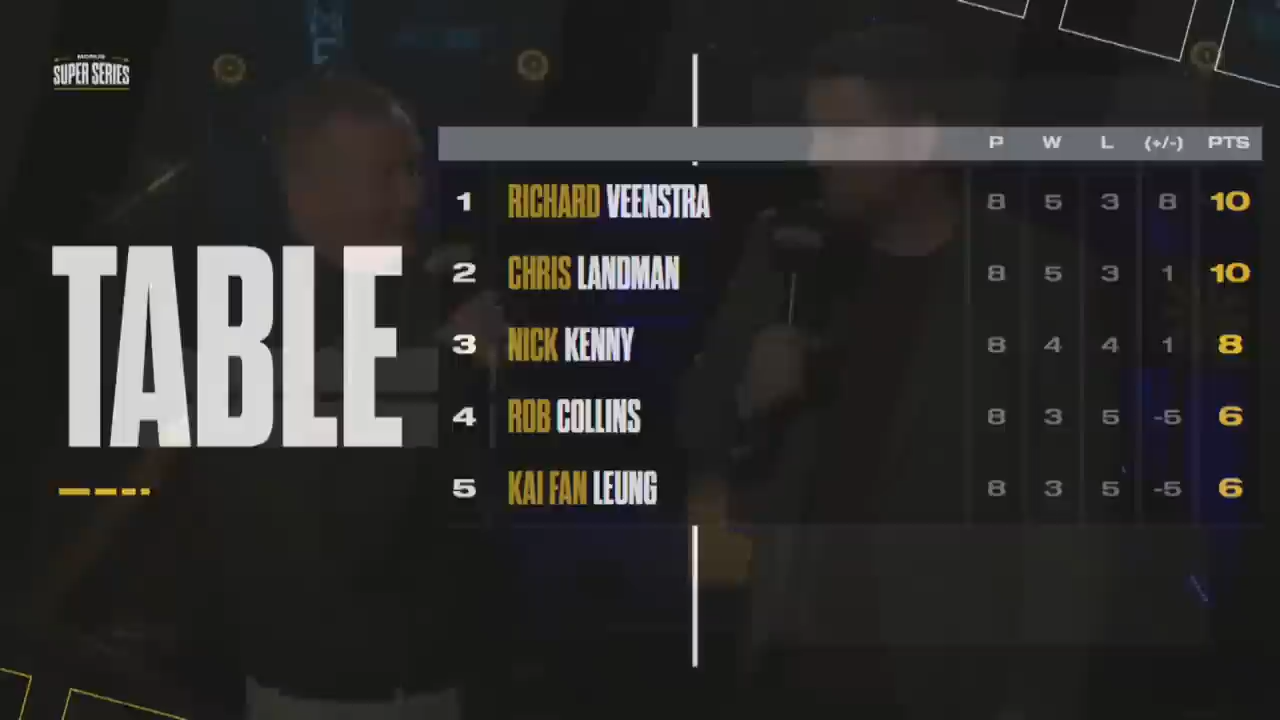 MODUS
SUPER SERIES
TABLE
P W L (+/-) PTS
1 RICHARD VEENSTRA 8 5 3 8 10
2 CHRIS LANDMAN 8 5 3 1 10
3 NICK KENNY 8 4 4 1 8
4 ROB COLLINS 8 3 5 -5 6
5 KAI FAN LEUNG 8 3 5 -5 6